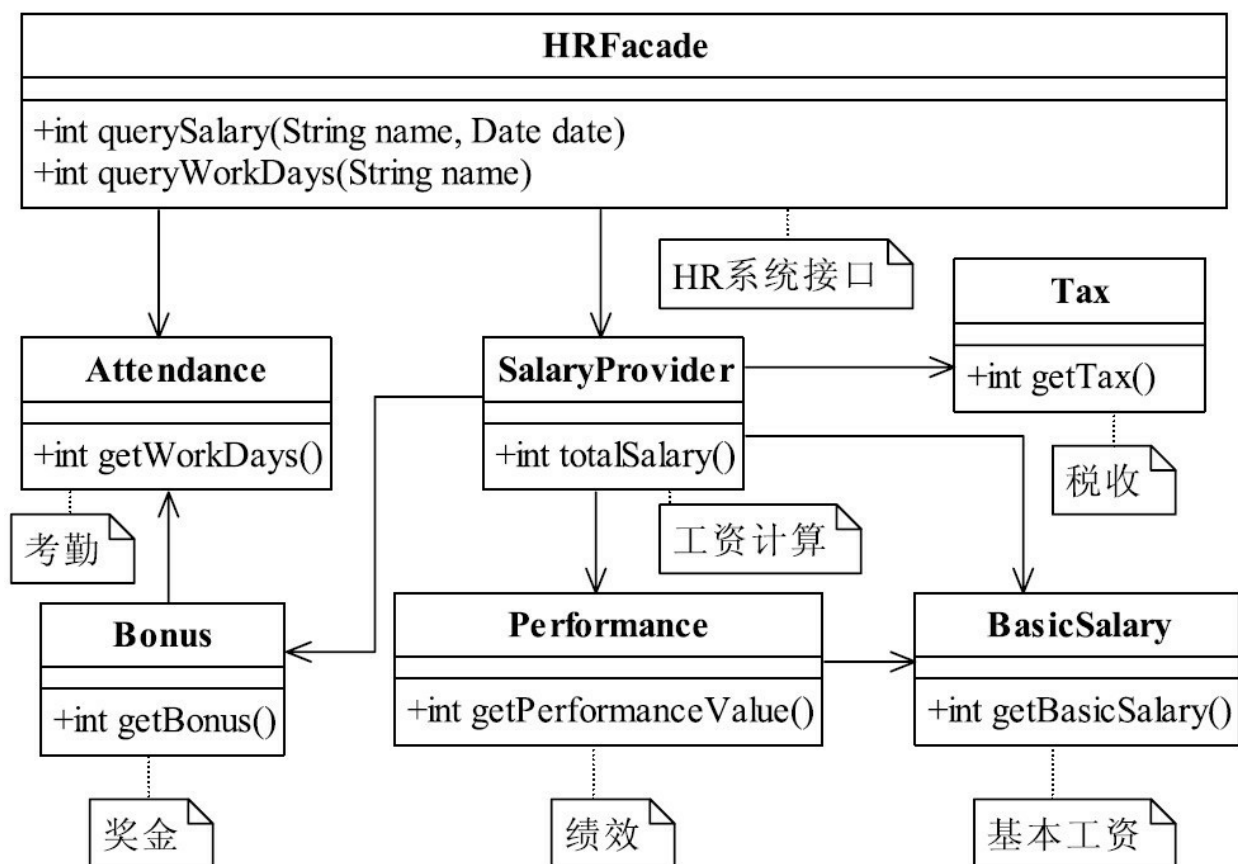 HRFacade
+int querySalary(String name, Date date)
+int queryWorkDays(String name)
HR系统接口
Tax
+int getTax()
税收
Attendance
+int getWorkDays()
考勤
SalaryProvider
+int totalSalary()
工资计算
Bonus
+int getBonus()
奖金
Performance
+int getPerformanceValue()
绩效
BasicSalary
+int getBasicSalary()
基本工资